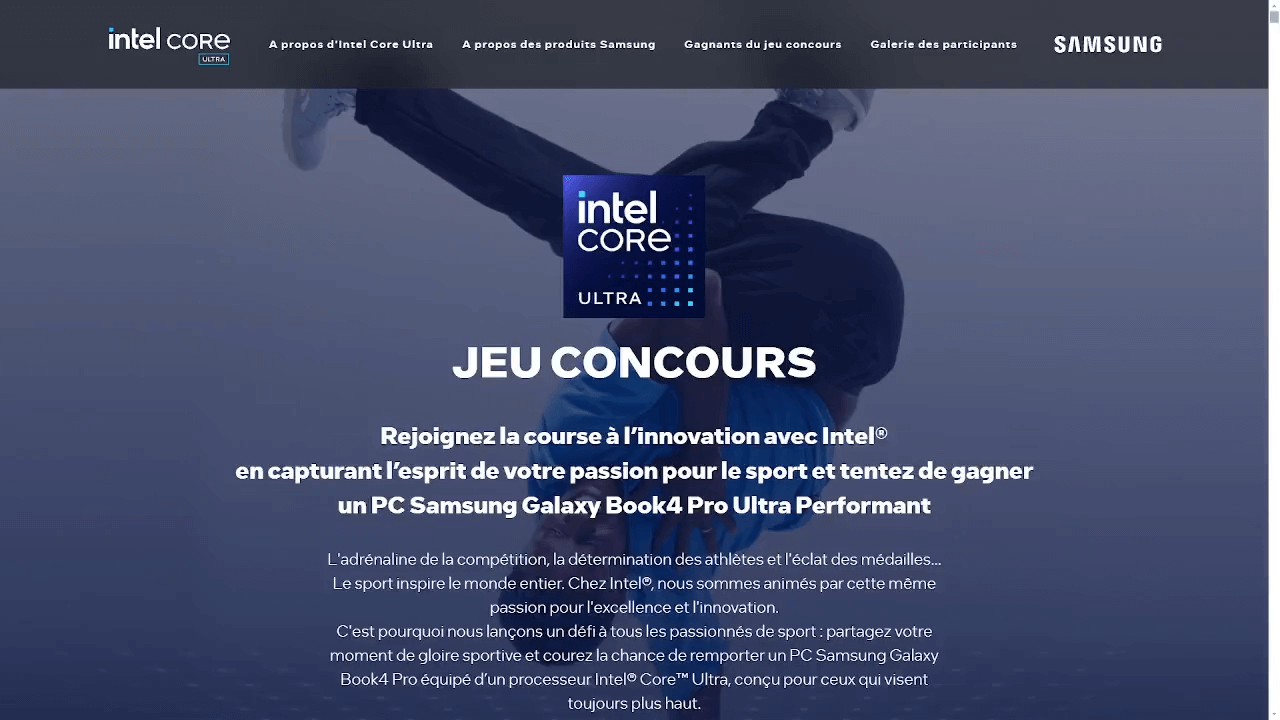 intel core
ULTRA
A propos d'Intel Core Ultra
A propos des produits Samsung
Gagnants du jeu concours
Galerie des participants
SAMSUNG
intel
core
ULTRA
JEU CONCOURS
Rejoignez la course à l’innovation avec Intel®
en capturant l’esprit de votre passion pour le sport et tentez de gagner
un PC Samsung Galaxy Book4 Pro Ultra Performant
L'adrénaline de la compétition, la détermination des athlètes et l'éclat des médailles...
Le sport inspire le monde entier. Chez Intel®, nous sommes animés par cette même
passion pour l'excellence et l'innovation.
C'est pourquoi nous lançons un défi à tous les passionnés de sport : partagez votre
moment de gloire sportive et courez la chance de remporter un PC Samsung Galaxy
Book4 Pro équipé d’un processeur Intel® Core™ Ultra, conçu pour ceux qui visent
toujours plus haut.